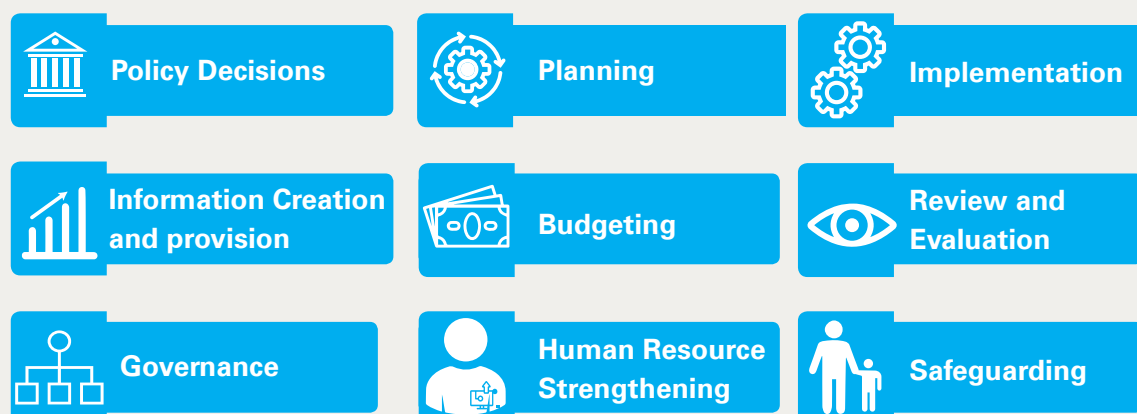 Policy Decisions
Planning
Implementation
Information Creation
and provision
Budgeting
Review and
Evaluation
Governance
Human Resource
Strengthening
Safeguarding